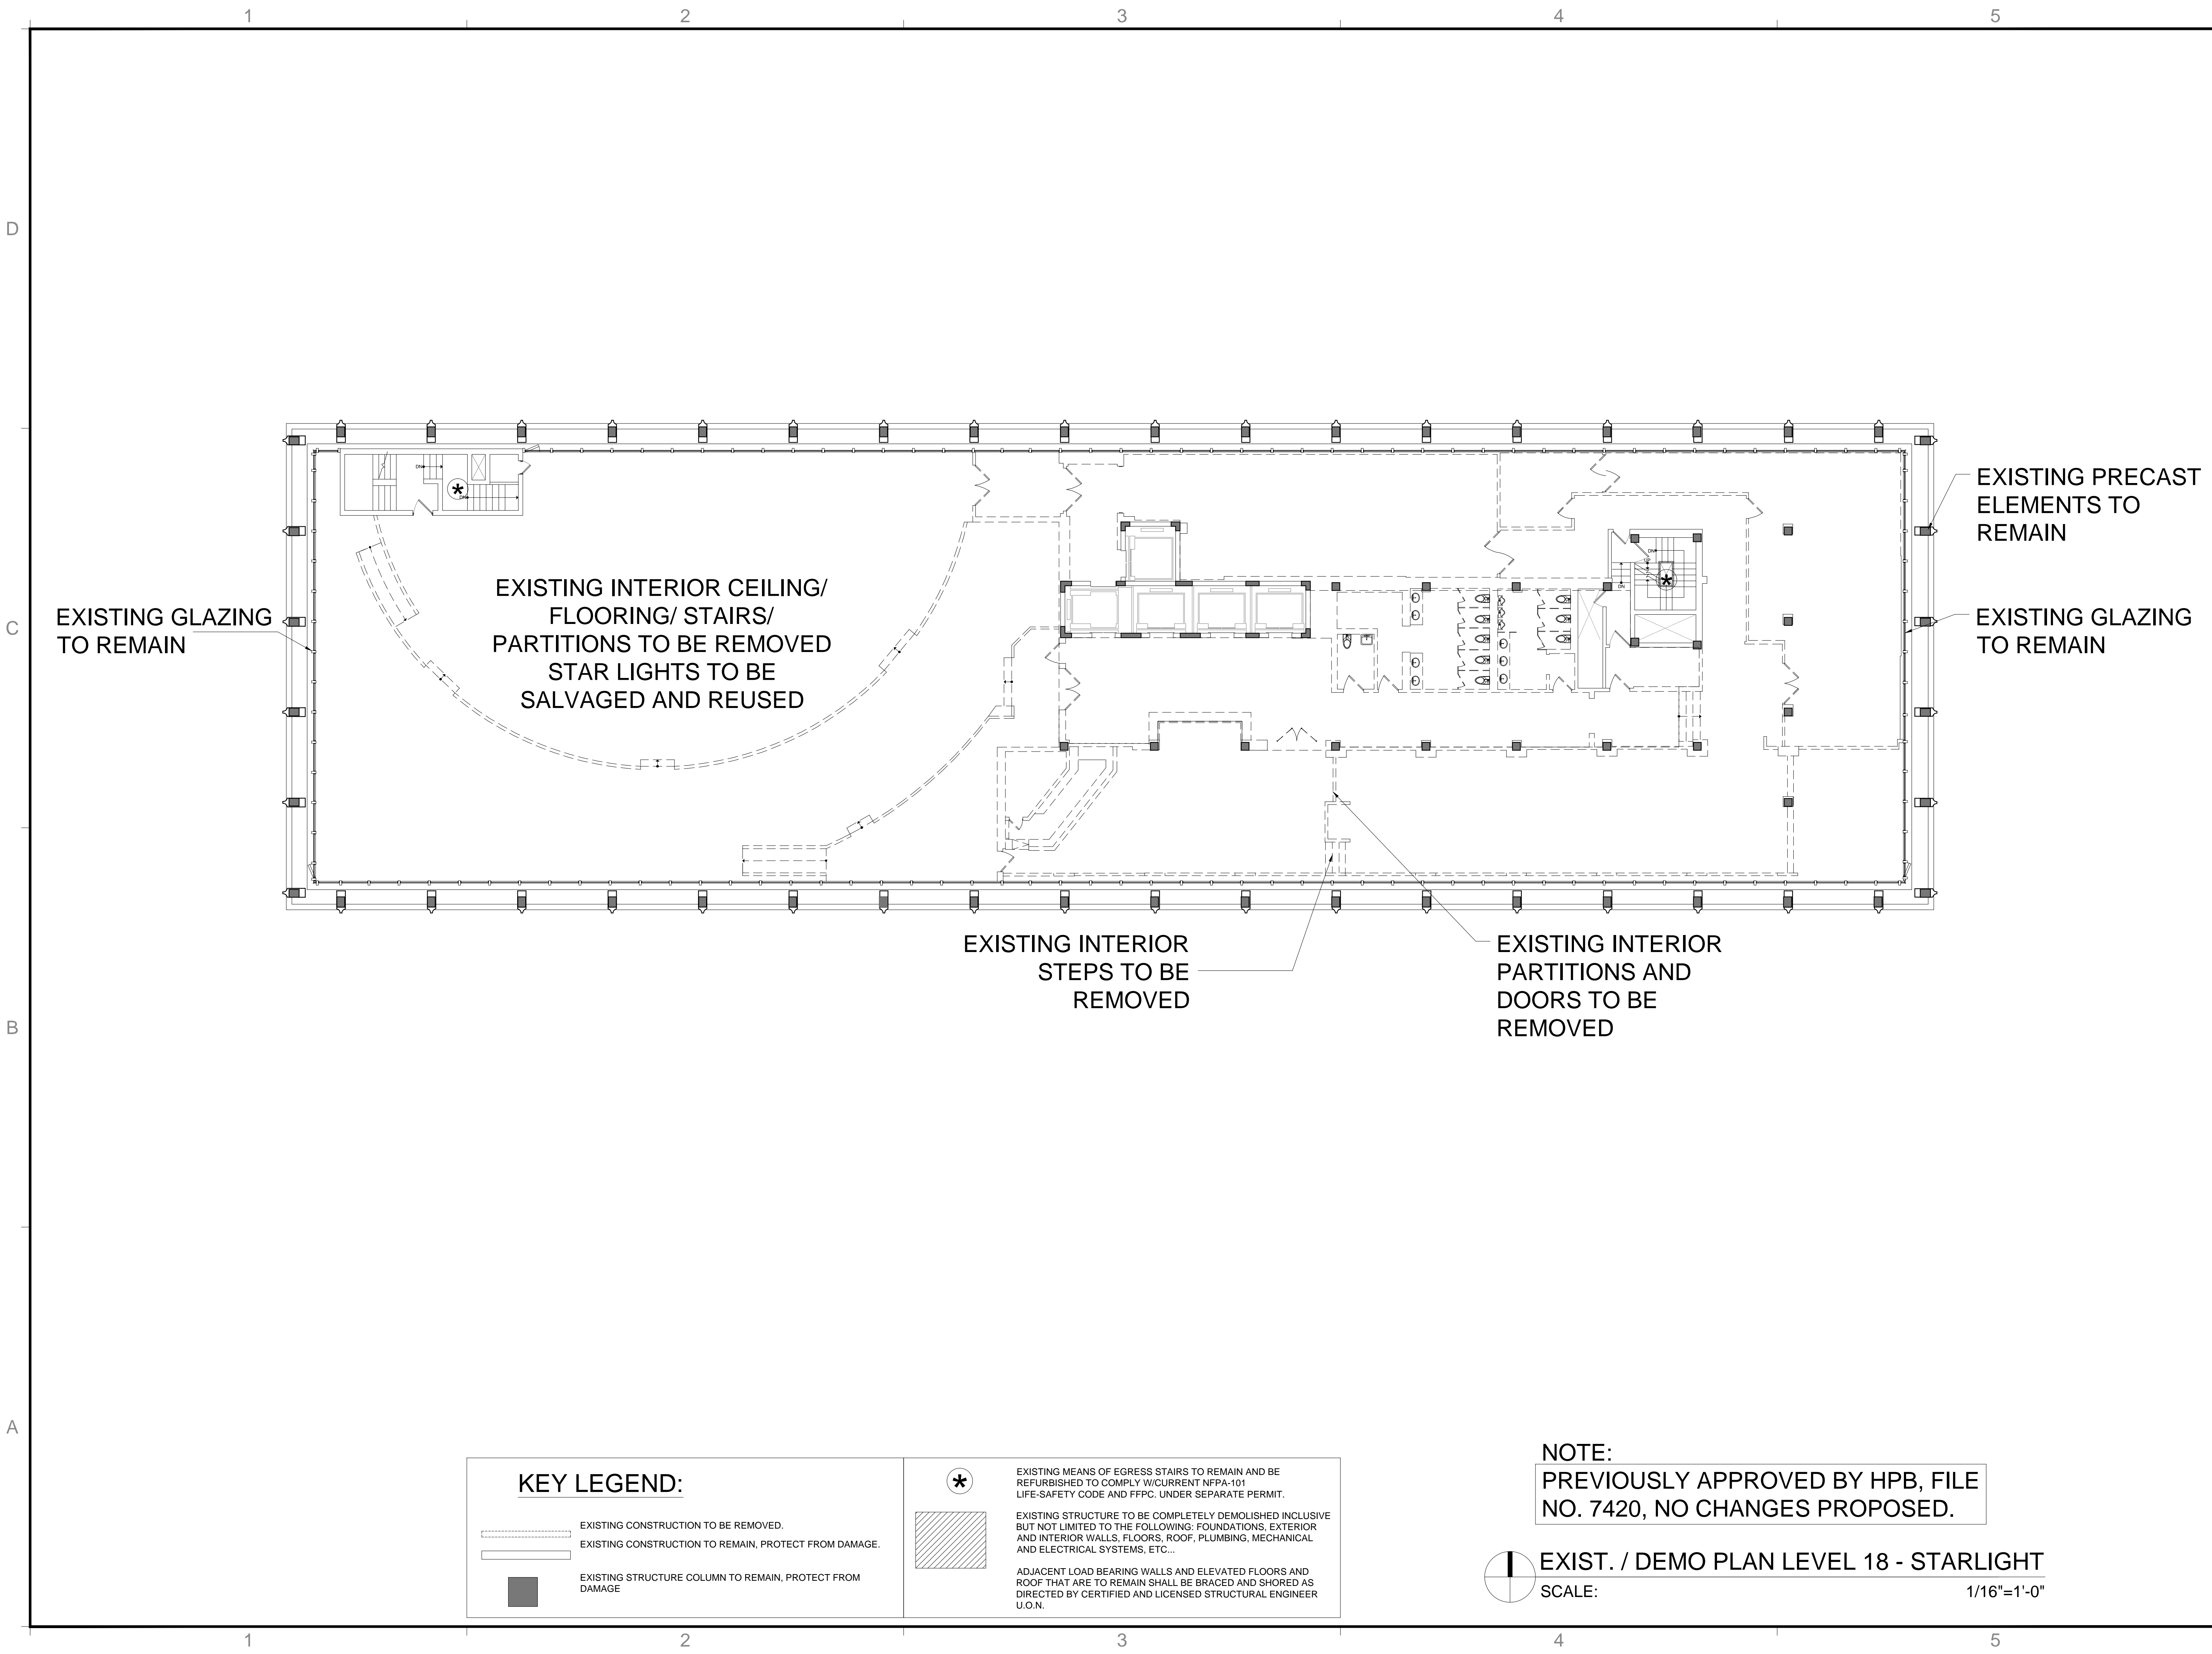 1 2 3 4 5
D
C
B
A
DN
DN
DN
DN
UP
EXISTING PRECAST
ELEMENTS TO
REMAIN
EXISTING GLAZING
TO REMAIN
EXISTING INTERIOR CEILING/
FLOORING/ STAIRS/
PARTITIONS TO BE REMOVED
STAR LIGHTS TO BE
SALVAGED AND REUSED
EXISTING GLAZING
TO REMAIN
EXISTING INTERIOR
STEPS TO BE
REMOVED
EXISTING INTERIOR
PARTITIONS AND
DOORS TO BE
REMOVED
KEY LEGEND:
EXISTING CONSTRUCTION TO BE REMOVED.
EXISTING CONSTRUCTION TO REMAIN, PROTECT FROM DAMAGE.
EXISTING STRUCTURE COLUMN TO REMAIN, PROTECT FROM
DAMAGE
EXISTING MEANS OF EGRESS STAIRS TO REMAIN AND BE
REFURBISHED TO COMPLY W/CURRENT NFPA-101
LIFE-SAFETY CODE AND FFPC. UNDER SEPARATE PERMIT.
EXISTING STRUCTURE TO BE COMPLETELY DEMOLISHED INCLUSIVE
BUT NOT LIMITED TO THE FOLLOWING: FOUNDATIONS, EXTERIOR
AND INTERIOR WALLS, FLOORS, ROOF, PLUMBING, MECHANICAL
AND ELECTRICAL SYSTEMS, ETC...
ADJACENT LOAD BEARING WALLS AND ELEVATED FLOORS AND
ROOF THAT ARE TO REMAIN SHALL BE BRACED AND SHORED AS
DIRECTED BY CERTIFIED AND LICENSED STRUCTURAL ENGINEER
U.O.N.
NOTE:
PREVIOUSLY APPROVED BY HPB, FILE
NO. 7420, NO CHANGES PROPOSED.
EXIST. / DEMO PLAN LEVEL 18 - STARLIGHT
SCALE: 1/16"=1'-0"
1 2 3 4 5